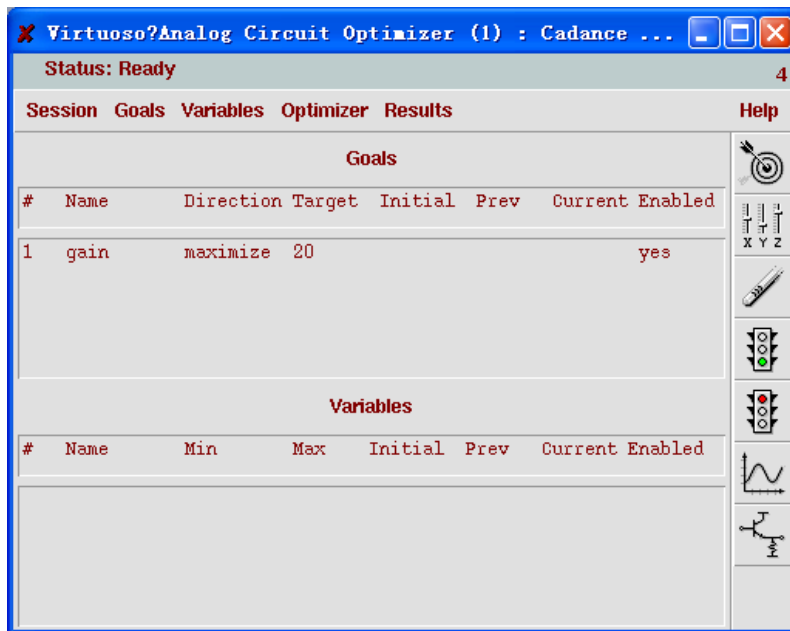 Virtuoso?Analog Circuit Optimizer (1) : Cadance ...
Status: Ready
4
Session Goals Variables Optimizer Results Help
Goals
# Name Direction Target Initial Prev Current Enabled
1 gain maximize 20 yes
X Y Z
Variables
# Name Min Max Initial Prev Current Enabled